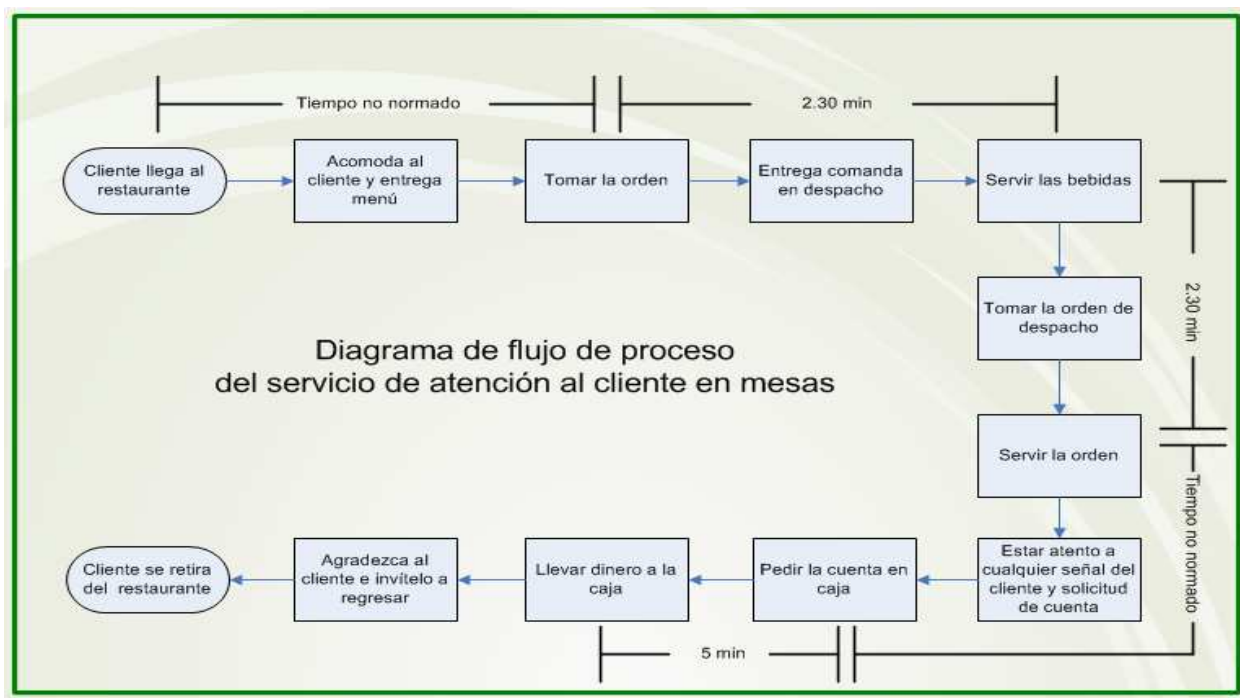 Tiempo no normado
2.30 min
Cliente llega al
restaurante
Acomoda al
cliente y entrega
menú
Tomar la orden
Entrega comanda
en despacho
Servir las bebidas
2.30 min
Tomar la orden de
despacho
Diagrama de flujo de proceso
del servicio de atención al cliente en mesas
Servir la orden
Tiempo no normado
Estar atento a
cualquier señal del
cliente y solicitud
de cuenta
Pedir la cuenta en
caja
Llevar dinero a la
caja
Agradezca al
cliente e invítelo a
regresar
Cliente se retira
del restaurante
5 min